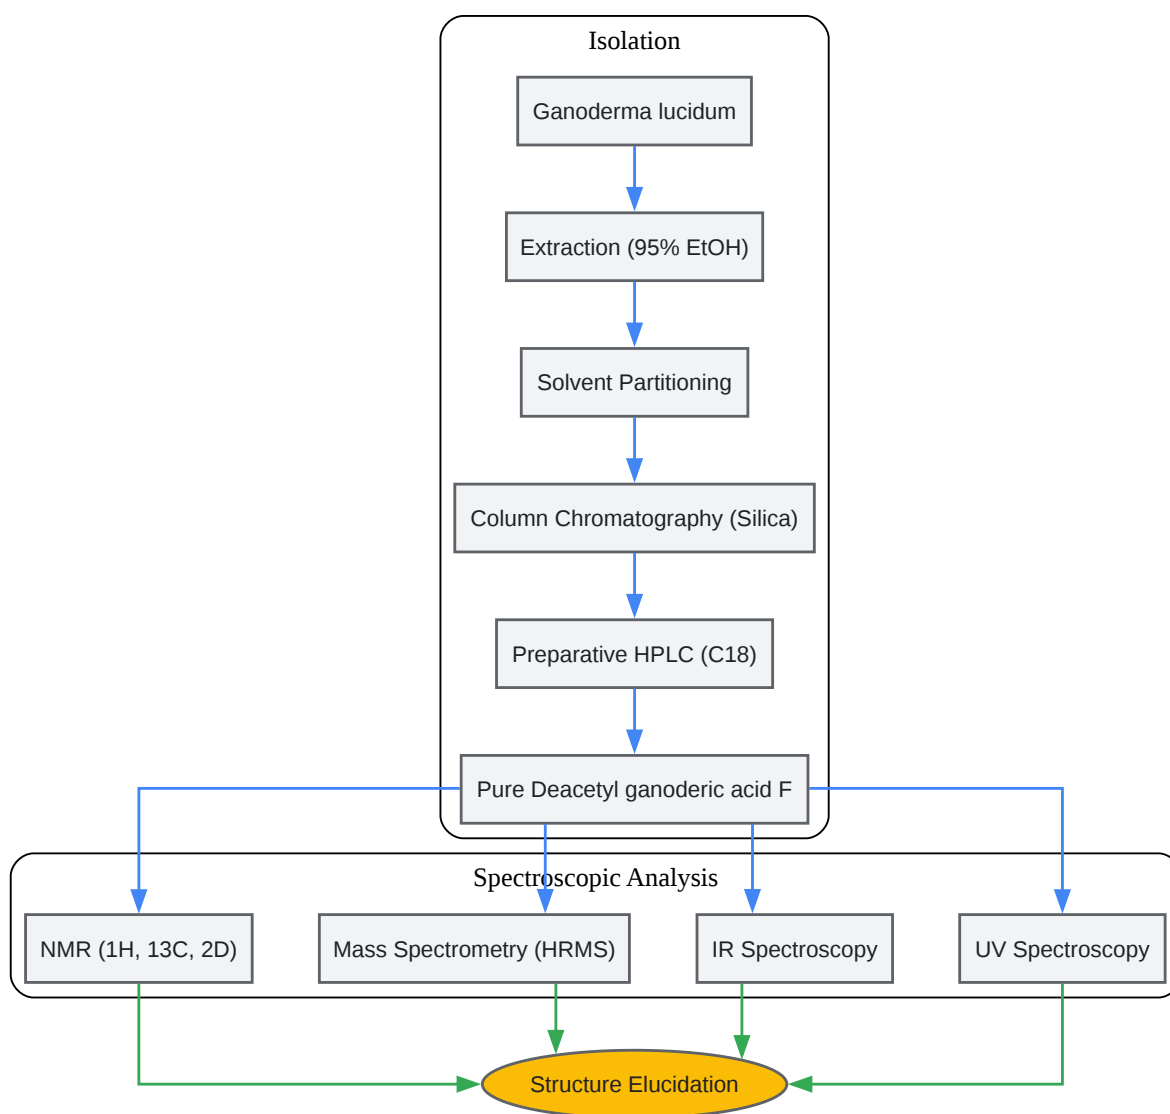 Isolation
Ganoderma lucidum
Extraction (95% EtOH)
Solvent Partitioning
Column Chromatography (Silica)
Preparative HPLC (C18)
Pure Deacetyl ganoderic acid F
Spectroscopic Analysis
NMR (1H, 13C, 2D)
Mass Spectrometry (HRMS)
IR Spectroscopy
UV Spectroscopy
Structure Elucidation